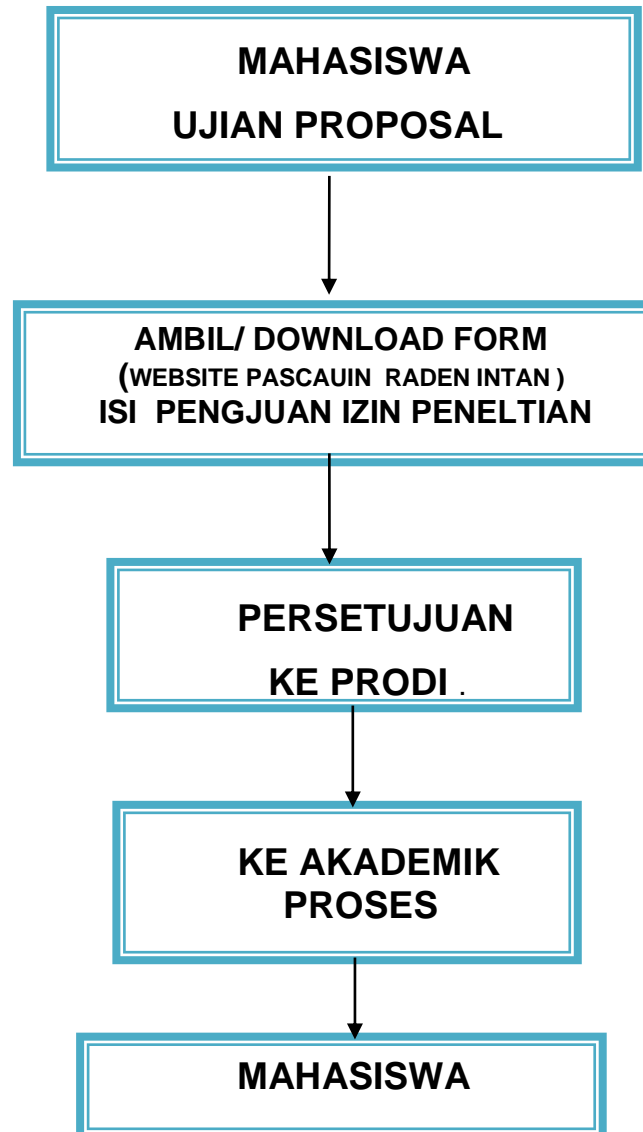 MAHASISWA
UJIAN PROPOSAL
AMBIL/ DOWNLOAD FORM
(WEBSITE PASCAUIN RADEN INTAN )
ISI PENGJUAN IZIN PENELTIAN
PERSETUJUAN
KE PRODI .
KE AKADEMIK
PROSES
MAHASISWA